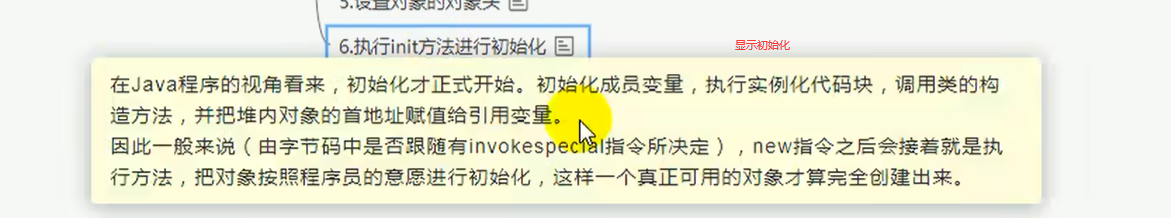 5.设置对象的对象头
6.执行init方法进行初始化
显示初始化
在Java程序的视角看来，初始化才正式开始。初始化成员变量，执行实例化代码块，调用类的构
造方法，并把堆内对象的首地址赋值给引用变量。
因此一般来说（由字节码中是否跟随有invokespecial指令所决定），new指令之后会接着就是执
行方法，把对象按照程序员的意愿进行初始化，这样一个真正可用的对象才算完全创建出来。